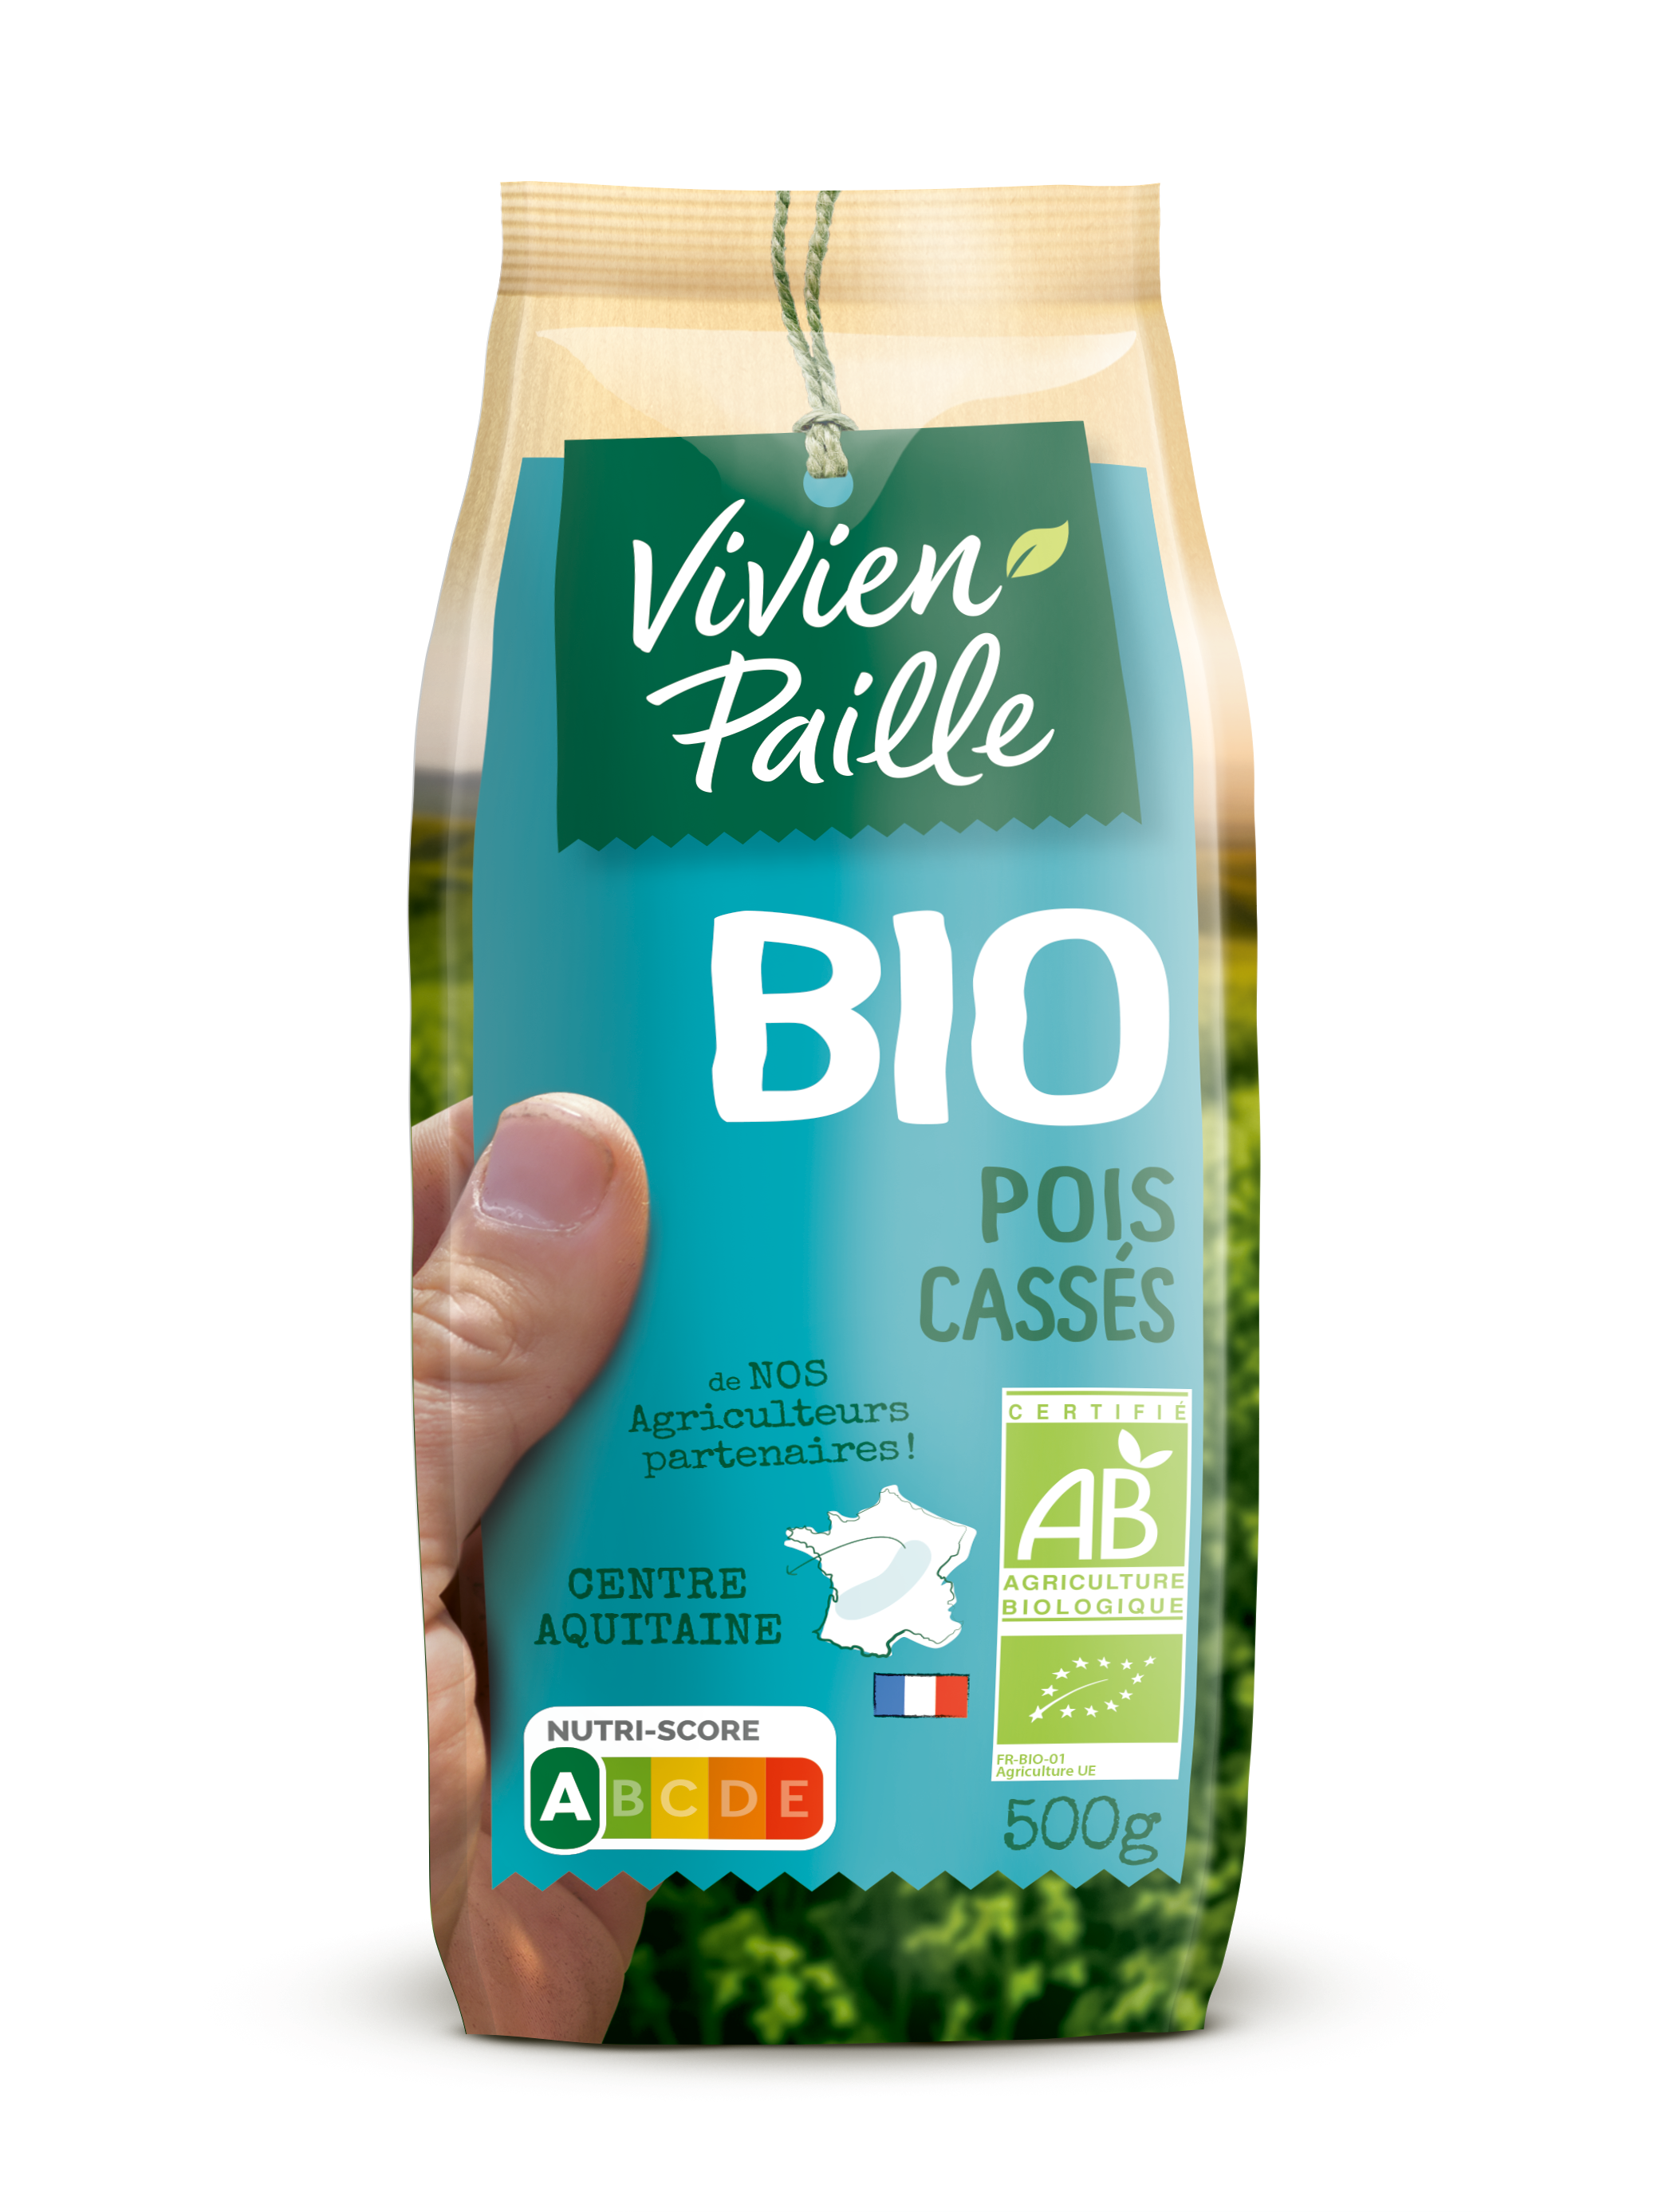 Vivien
Paille
BIO
POIS
CASSÉS
de NOS
Agriculteurs
partenaires!
CENTRE
AQUITAINE
CERTIFIÉ
AB
AGRICULTURE
BIOLOGIQUE
FR-BIO-01
Agriculture UE
NUTRI-SCORE
A B C D E
500g